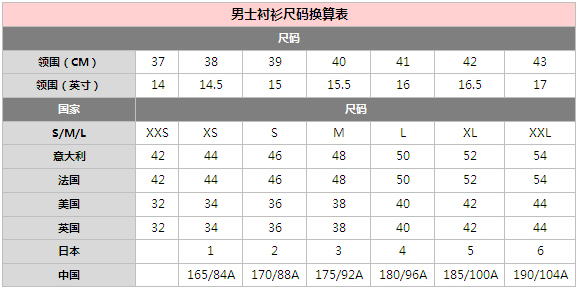 男士衬衫尺码换算表
尺码
领围（CM） 37 38 39 40 41 42 43
领围（英寸） 14 14.5 15 15.5 16 16.5 17
国家 尺码
S/M/L XXS XS S M L XL XXL
意大利 42 44 46 48 50 52 54
法国 42 44 46 48 50 52 54
美国 32 34 36 38 40 42 44
英国 32 34 36 38 40 42 44
日本 1 2 3 4 5 6
中国 165/84A 170/88A 175/92A 180/96A 185/100A 190/104A